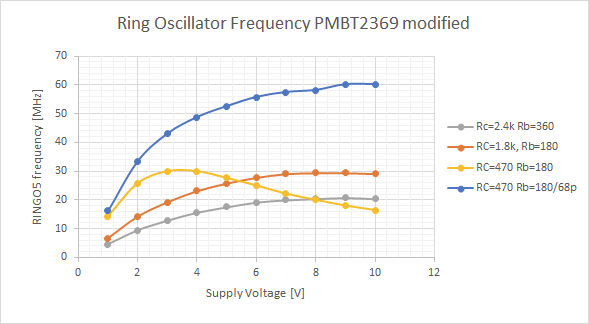 Ring Oscillator Frequency PMBT2369 modified
70
60
50
40
30
20
10
0
RINGO5 frequency [MHz]
0 2 4 6 8 10 12
Supply Voltage [V]
Rc=2.4k Rb=360
RC=1.8k, Rb=180
RC=470 Rb=180
RC=470 Rb=180/68p